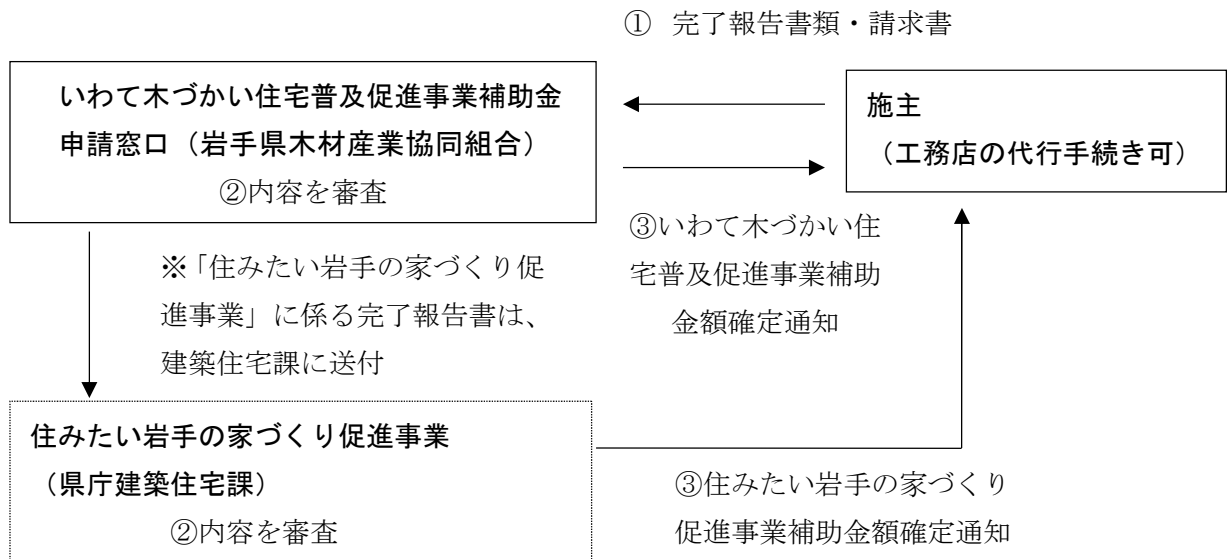 ① 完了報告書類・請求書
いわて木づかい住宅普及促進事業補助金
申請窓口（岩手県木材産業協同組合）
②内容を審査
施主
（工務店の代行手続き可）
③いわて木づかい住
宅普及促進事業補助
金額確定通知
※「住みたい岩手の家づくり促
進事業」に係る完了報告書は、
建築住宅課に送付
住みたい岩手の家づくり促進事業
（県庁建築住宅課）
②内容を審査
③住みたい岩手の家づくり
促進事業補助金額確定通知